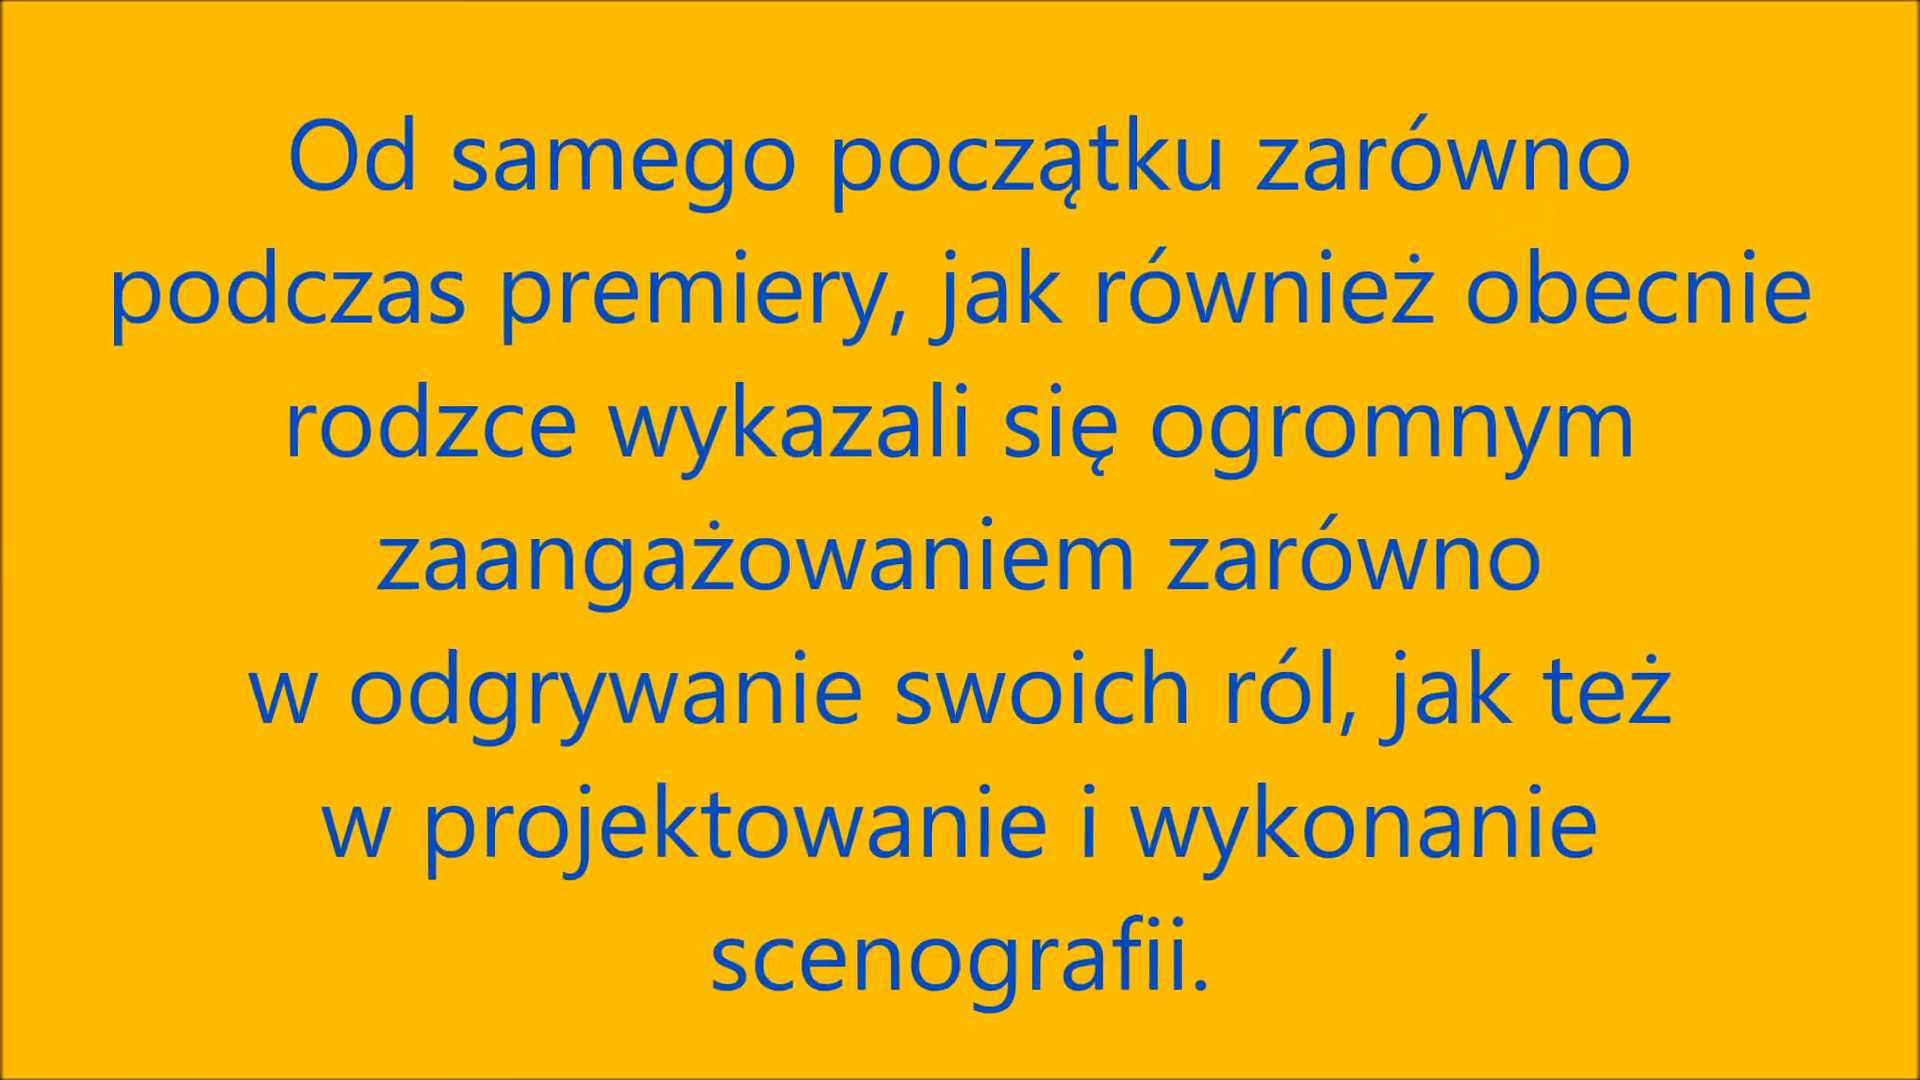 Od samego początku zarówno
podczas premiery, jak również obecnie
rodzce wykazali się ogromnym
zaangażowaniem zarówno
w odgrywanie swoich ról, jak też
w projektowanie i wykonanie
scenografii.